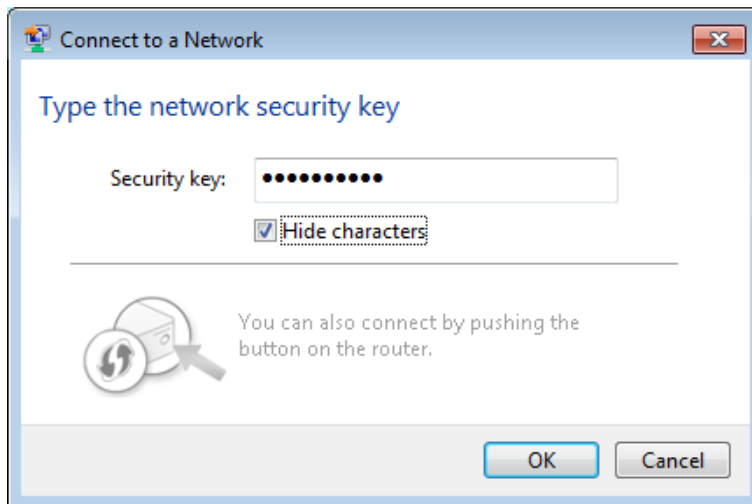 Connect to a Network
Type the network security key
Security key: ••••••••••
Hide characters
You can also connect by pushing the
button on the router.
OK Cancel